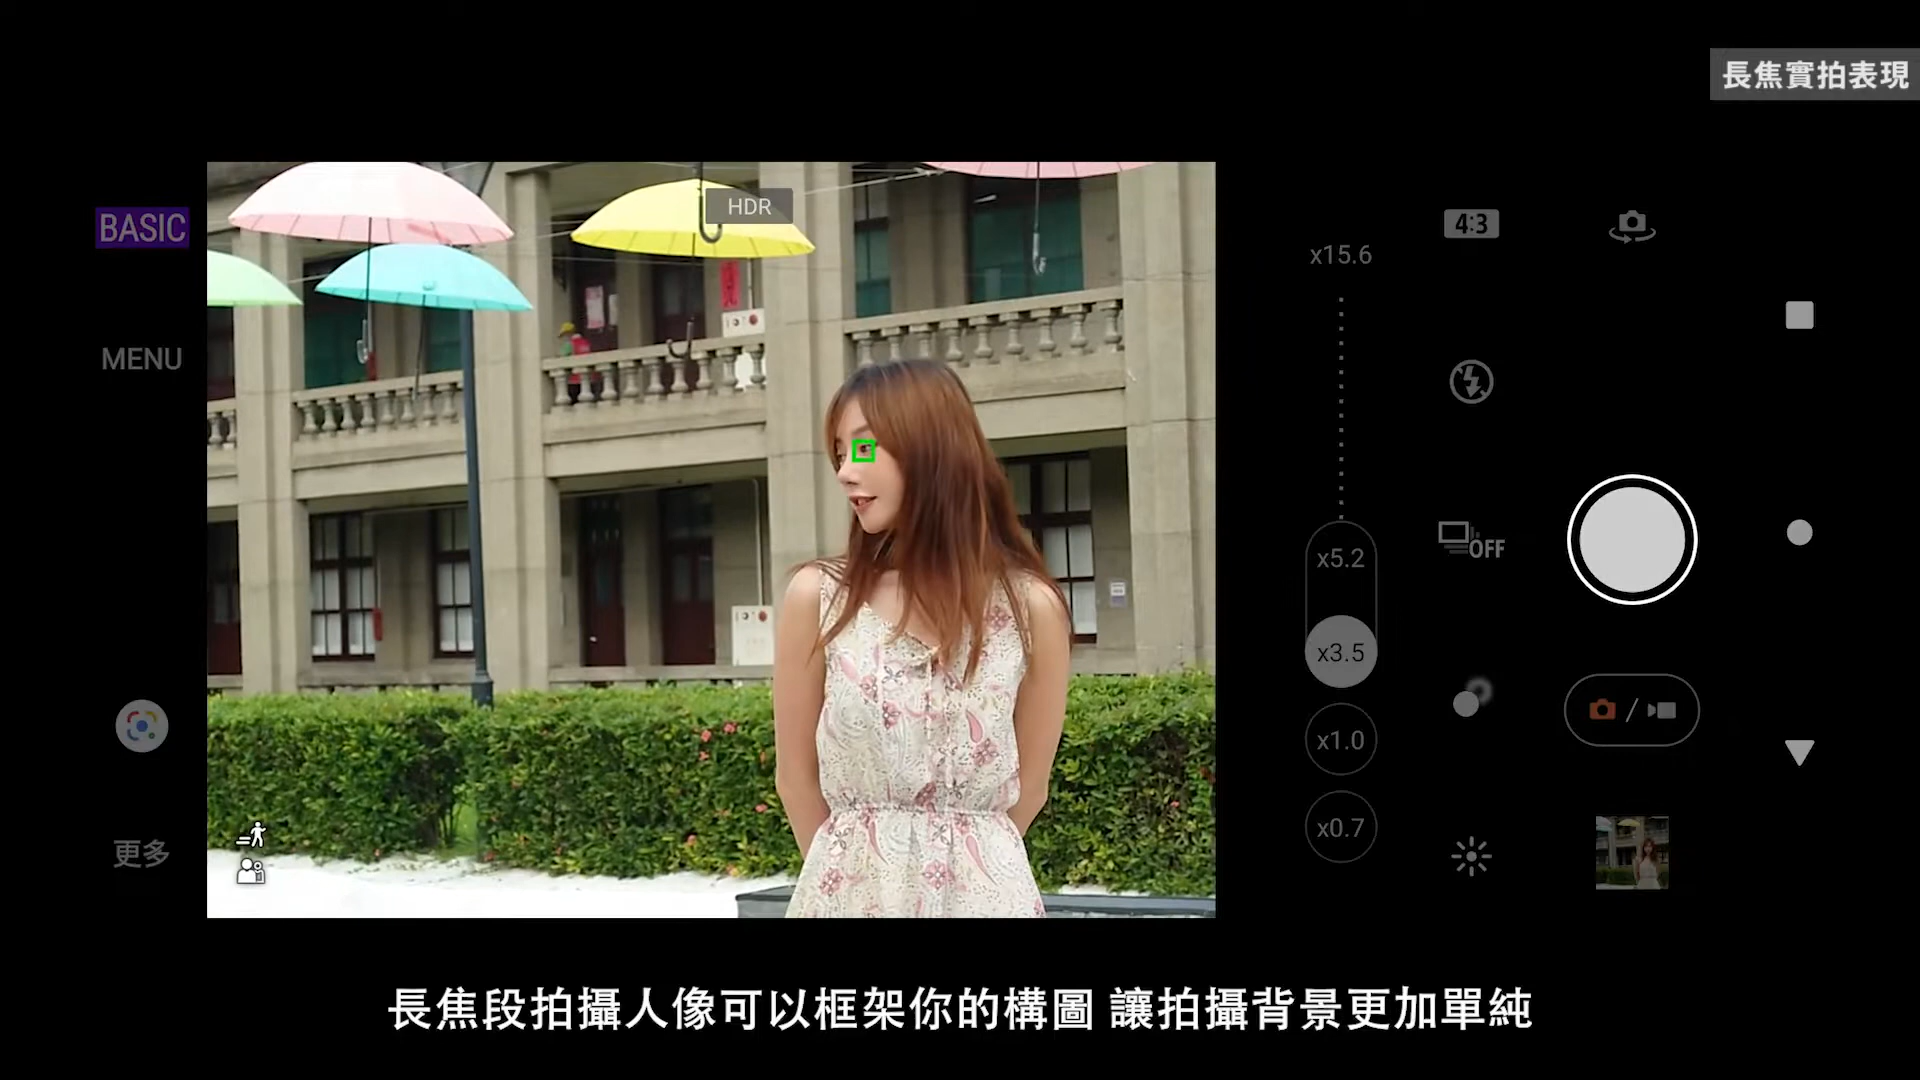 長焦實拍表現
BASIC
HDR
4:3
x15.6
MENU
x5.2
OFF
x3.5
x1.0
x0.7
更多
長焦段拍攝人像可以框架你的構圖 讓拍攝背景更加單純